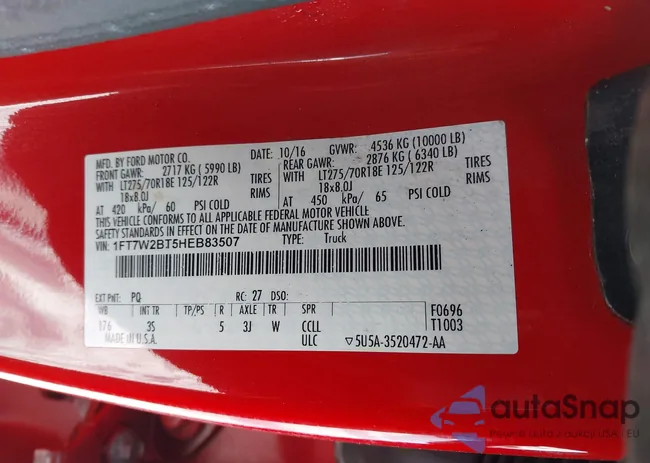 MFD. BY FORD MOTOR CO.
DATE: 10/16 GVWR: 4536 KG (10000 LB)
FRONT GAWR: 2717 KG ( 5990 LB) REAR GAWR: 2876 KG ( 6340 LB)
WITH LT275/70R18E 125/122R TIRES WITH LT275/70R18E 125/122R TIRES
18x8.0J RIMS 18x8.0J RIMS
AT 420 kPa/ 60 PSI COLD AT 450 kPa/ 65 PSI COLD
THIS VEHICLE CONFORMS TO ALL APPLICABLE FEDERAL MOTOR VEHICLE
SAFETY STANDARDS IN EFFECT ON THE DATE OF MANUFACTURE SHOWN ABOVE.
VIN: 1FT7W2BT5HEB83507 TYPE: Truck
EXT PNT: PQ RC: 27 DSO:
WB INT TR TP/PS R AXLE TR SPR F0696
176 3S 5 3J W CCLL T1003
MADE IN U.S.A. ULC ▽5U5A-3520472-AA
autaSnap